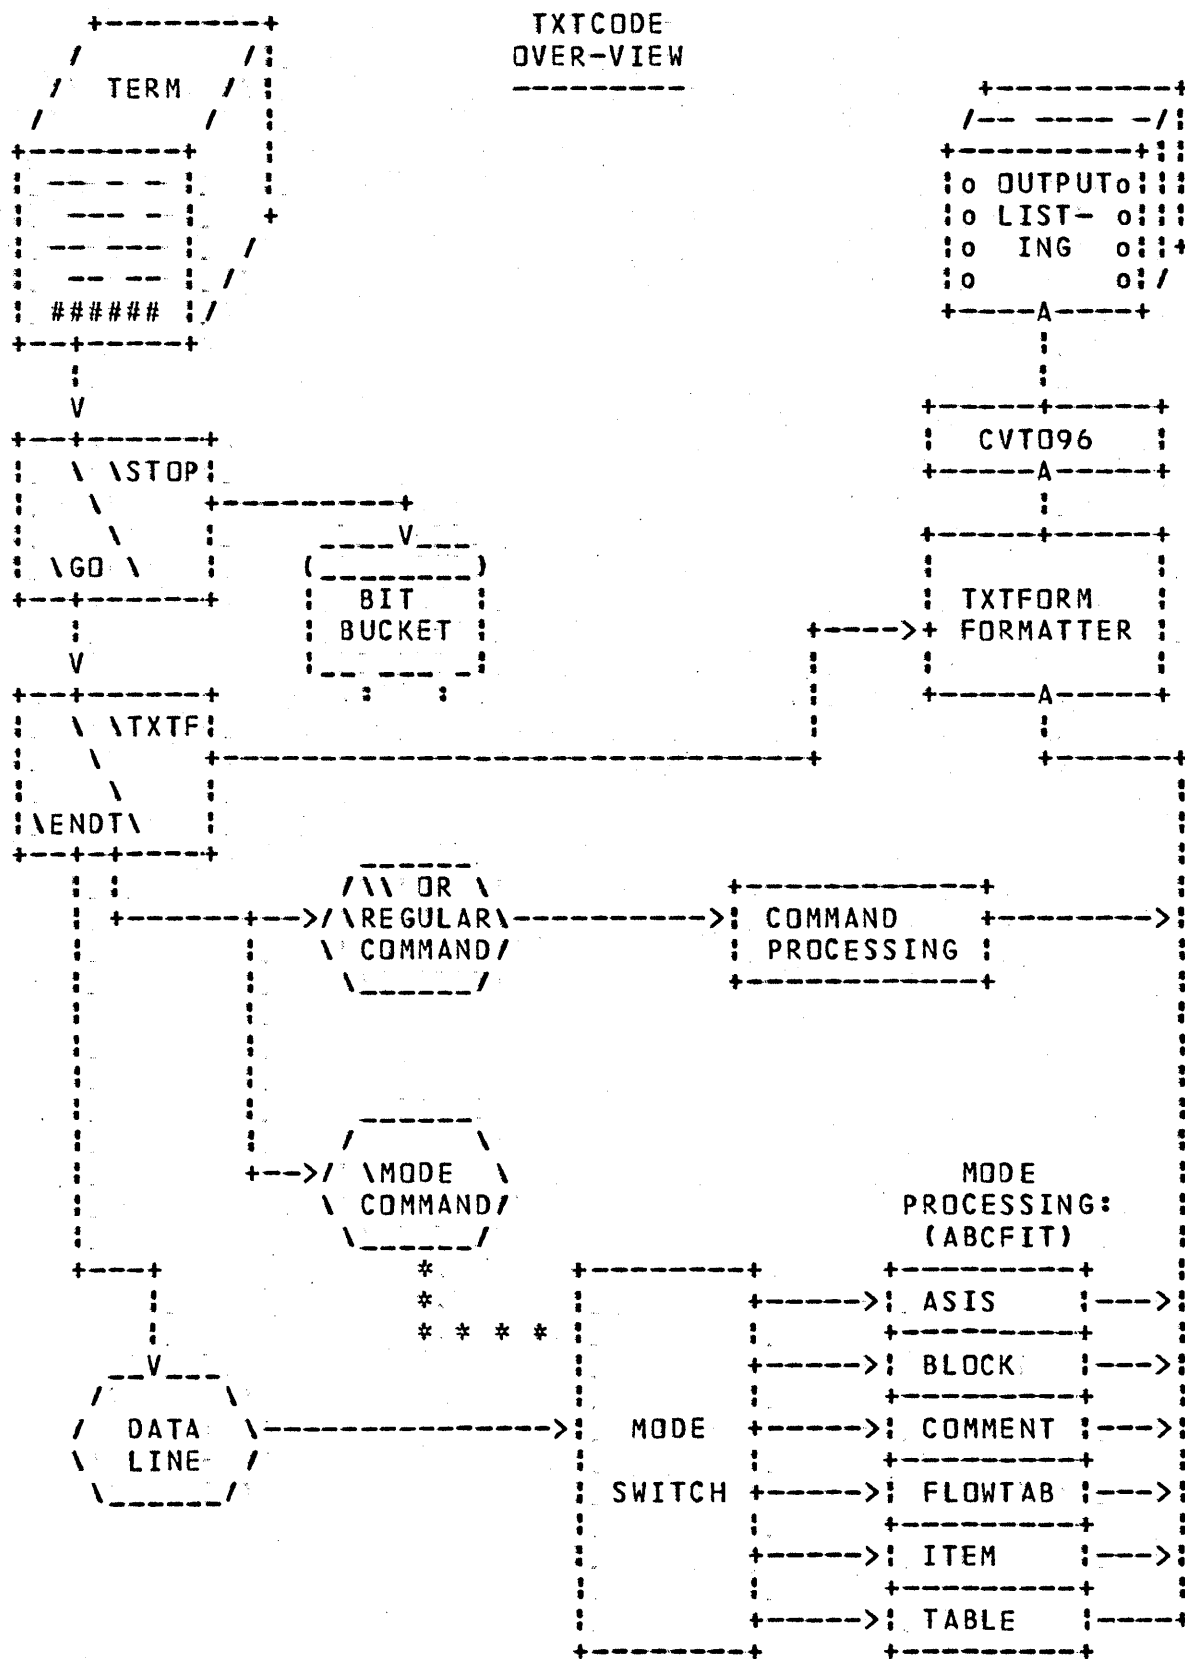 TXTCODE
OVER-VIEW
TERM
######
OUTPUT
LIST-
ING
CVTO96
\STOP
\GO
BIT
BUCKET
TXTFORM
FORMATTER
\TXTF
\ENDT
\\ OR
\REGULAR
COMMAND
COMMAND
PROCESSING
\MODE
COMMAND
MODE
PROCESSING:
(ABCFIT)
DATA
LINE
MODE
SWITCH
ASIS
BLOCK
COMMENT
FLOWTAB
ITEM
TABLE